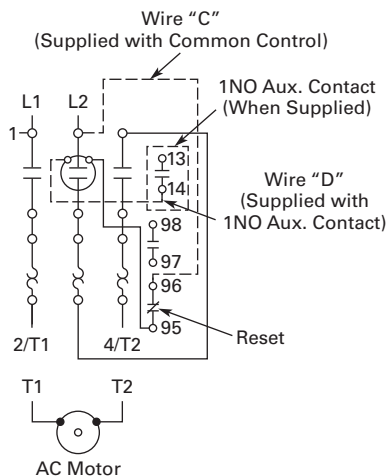 Wire “C”
(Supplied with Common Control)
1NO Aux. Contact
(When Supplied)
L1 L2
1
13
14
Wire “D”
(Supplied with
1NO Aux. Contact)
98
97
96
95
Reset
2/T1 4/T2
T1 T2
AC Motor